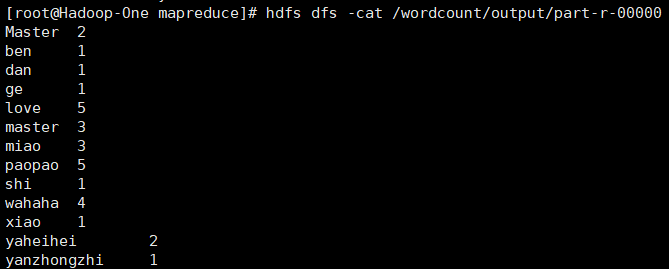 [root@Hadoop-One mapreduce]# hdfs dfs -cat /wordcount/output/part-r-00000
Master  2
ben     1
dan     1
ge      1
love    5
master  3
miao    3
paopao  5
shi     1
wahaha  4
xiao    1
yaheihei        2
yanzhongzhi     1